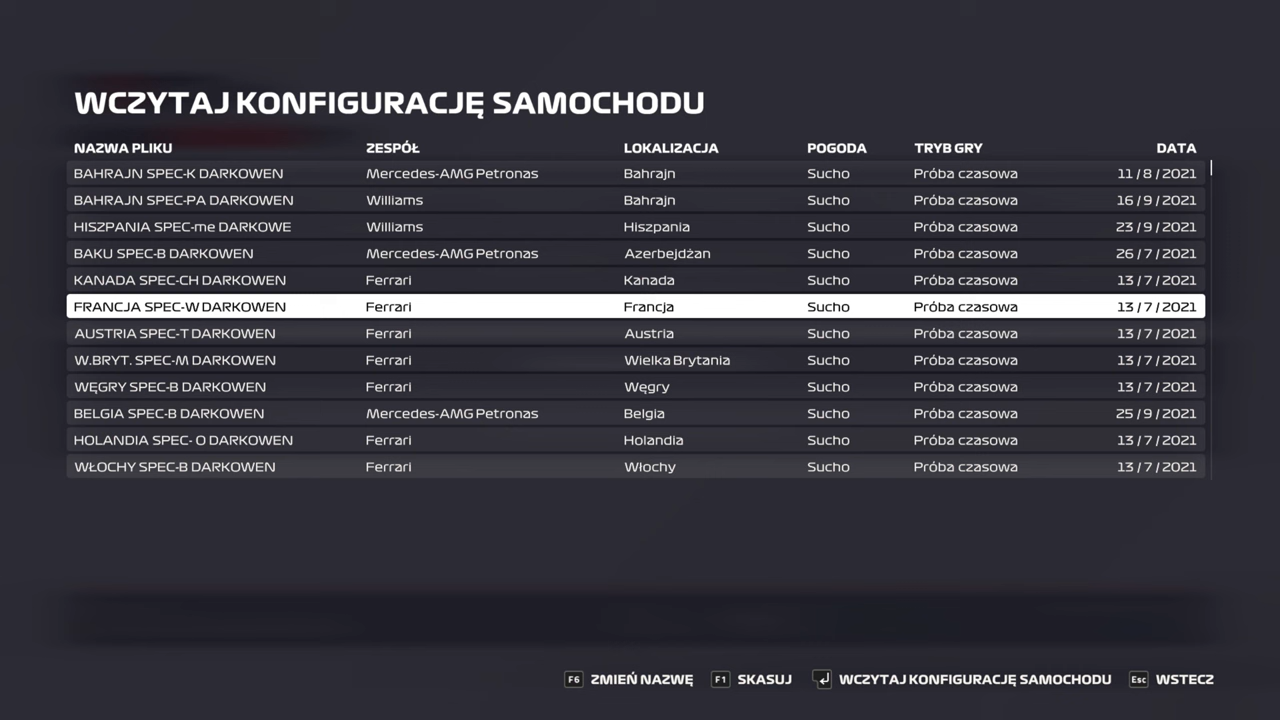 WCZYTAJ KONFIGURACJĘ SAMOCHODU
NAZWA PLIKU ZESPÓŁ LOKALIZACJA POGODA TRYB GRY DATA
BAHRAJN SPEC-K DARKOWEN Mercedes-AMG Petronas Bahrajn Sucho Próba czasowa 11 / 8 / 2021
BAHRAJN SPEC-PA DARKOWEN Williams Bahrajn Sucho Próba czasowa 16 / 9 / 2021
HISZPANIA SPEC-me DARKOWE Williams Hiszpania Sucho Próba czasowa 23 / 9 / 2021
BAKU SPEC-B DARKOWEN Mercedes-AMG Petronas Azerbejdżan Sucho Próba czasowa 26 / 7 / 2021
KANADA SPEC-CH DARKOWEN Ferrari Kanada Sucho Próba czasowa 13 / 7 / 2021
FRANCJA SPEC-W DARKOWEN Ferrari Francja Sucho Próba czasowa 13 / 7 / 2021
AUSTRIA SPEC-T DARKOWEN Ferrari Austria Sucho Próba czasowa 13 / 7 / 2021
W.BRYT. SPEC-M DARKOWEN Ferrari Wielka Brytania Sucho Próba czasowa 13 / 7 / 2021
WĘGRY SPEC-B DARKOWEN Ferrari Węgry Sucho Próba czasowa 13 / 7 / 2021
BELGIA SPEC-B DARKOWEN Mercedes-AMG Petronas Belgia Sucho Próba czasowa 25 / 9 / 2021
HOLANDIA SPEC- O DARKOWEN Ferrari Holandia Sucho Próba czasowa 13 / 7 / 2021
WŁOCHY SPEC-B DARKOWEN Ferrari Włochy Sucho Próba czasowa 13 / 7 / 2021
F6 ZMIEŃ NAZWĘ F1 SKASUJ WCZYTAJ KONFIGURACJĘ SAMOCHODU Esc WSTECZ